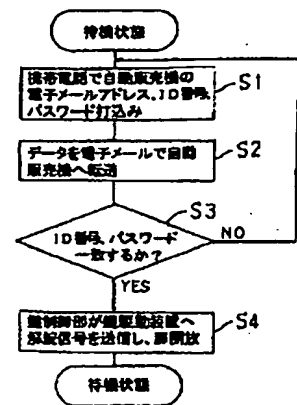 待機状態
携帯電話で自動販売機の
電子メールアドレス、ID番号、
パスワード打込み
S1
データを電子メールで自動
販売機へ転送
S2
S3
ID番号、パスワード
一致するか?
NO
YES
錠制御部が錠駆動装置へ
解錠信号を送信し、扉開放
S4
待機状態